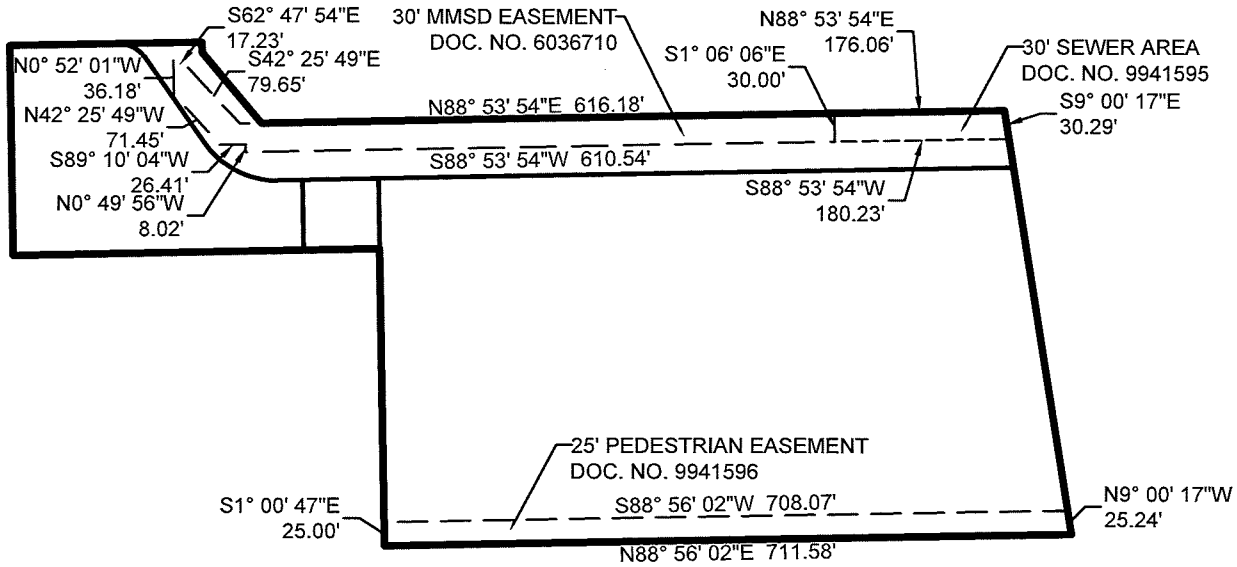 S62° 47' 54"E
17.23'
30' MMSD EASEMENT
DOC. NO. 6036710
N88° 53' 54"E
176.06'
S1° 06' 06"E
30.00'
30' SEWER AREA
DOC. NO. 9941595
N0° 52' 01"W
36.18'
S42° 25' 49"E
79.65'
S9° 00' 17"E
30.29'
N88° 53' 54"E 616.18'
N42° 25' 49"W
71.45'
S89° 10' 04"W
26.41'
S88° 53' 54"W 610.54'
S88° 53' 54"W
180.23'
N0° 49' 56"W
8.02'
25' PEDESTRIAN EASEMENT
DOC. NO. 9941596
S1° 00' 47"E
25.00'
S88° 56' 02"W 708.07'
N9° 00' 17"W
25.24'
N88° 56' 02"E 711.58'